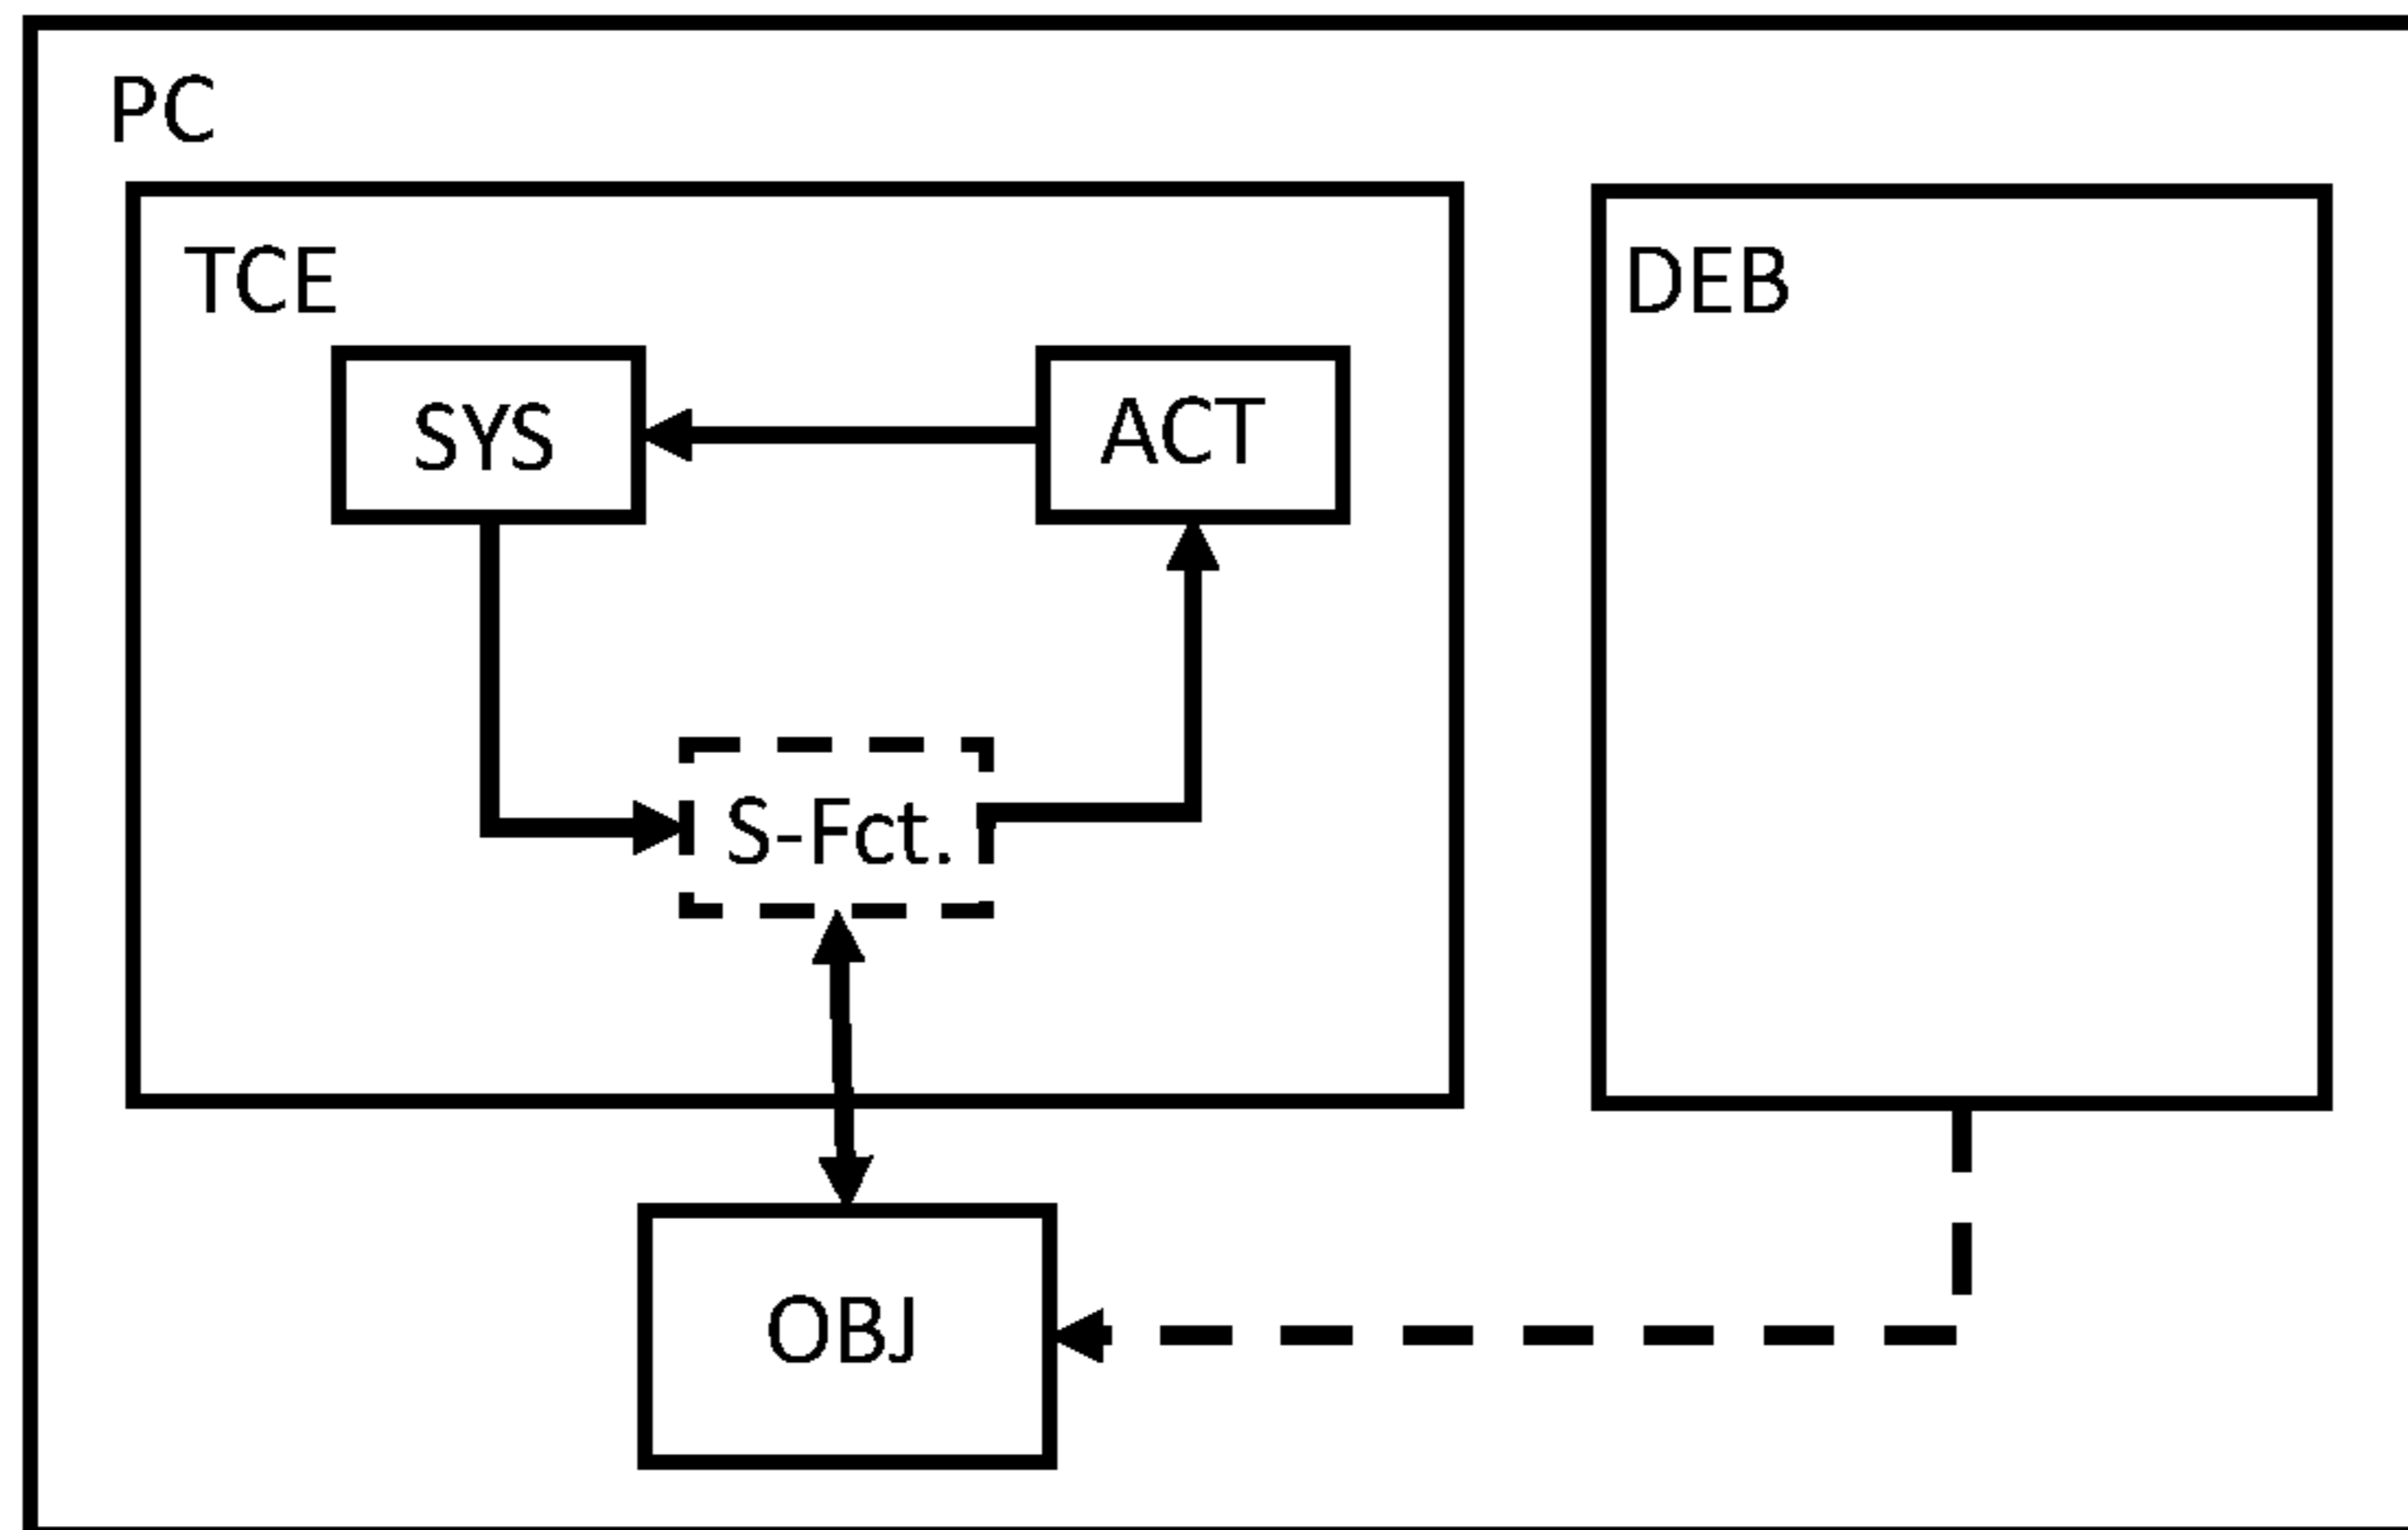 PC
TCE
DEB
SYS
ACT
S-Fct.
OBJ